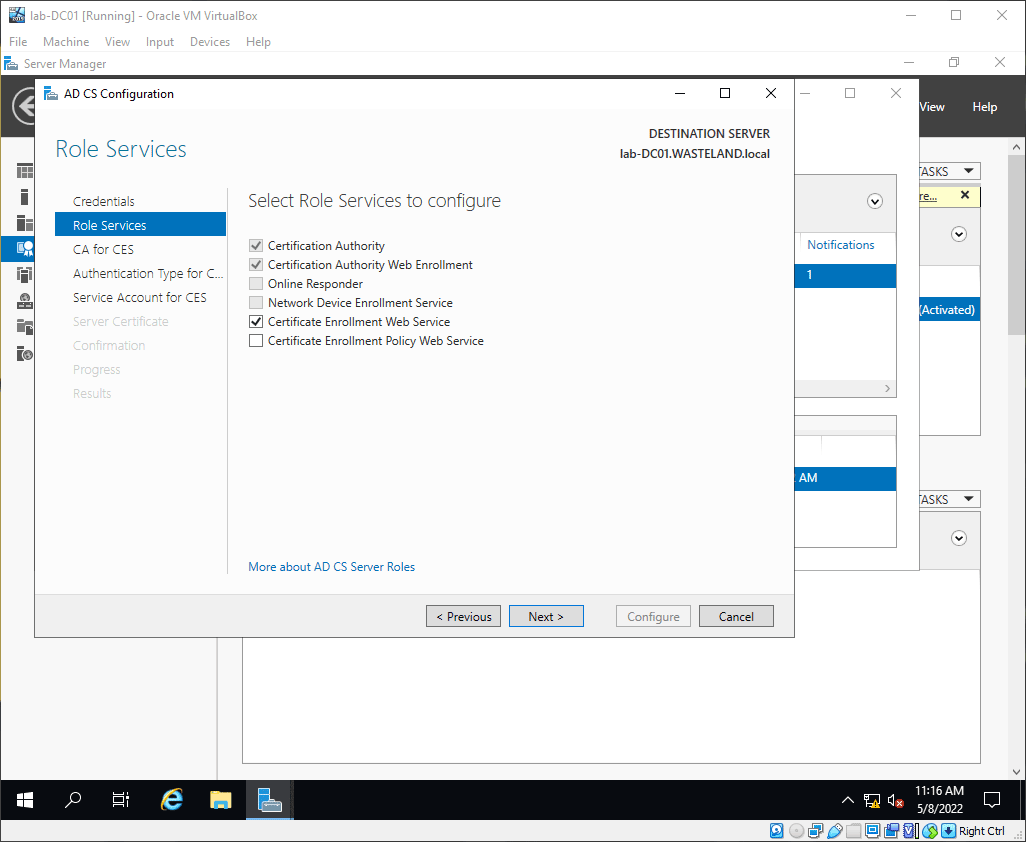 lab-DC01 [Running] - Oracle VM VirtualBox
File Machine View Input Devices Help
Server Manager
AD CS Configuration
View Help
Role Services
DESTINATION SERVER
lab-DC01.WASTELAND.local
Credentials
Role Services
CA for CES
Authentication Type for C...
Service Account for CES
Server Certificate
Confirmation
Progress
Results
Select Role Services to configure
Certification Authority
Certification Authority Web Enrollment
Online Responder
Network Device Enrollment Service
Certificate Enrollment Web Service
Certificate Enrollment Policy Web Service
More about AD CS Server Roles
< Previous Next > Configure Cancel
Notifications
1
AM
TASKS
re...
(Activated)
TASKS
11:16 AM
5/8/2022
Right Ctrl